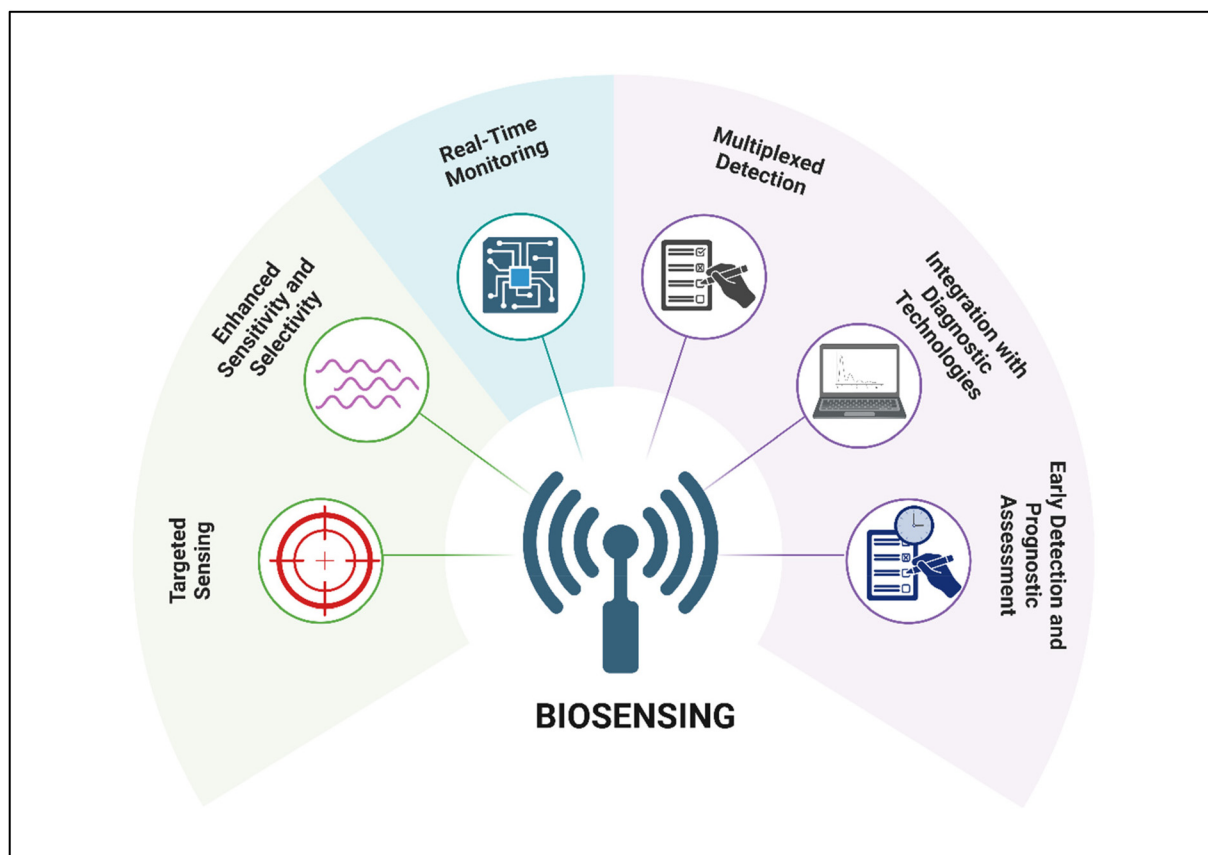 Targeted
Sensing
Enhanced
Sensitivity and
Selectivity
Real-Time
Monitoring
Multiplexed
Detection
Integration with
Diagnostic
Technologies
Early Detection and
Prognostic
Assessment
BIOSENSING